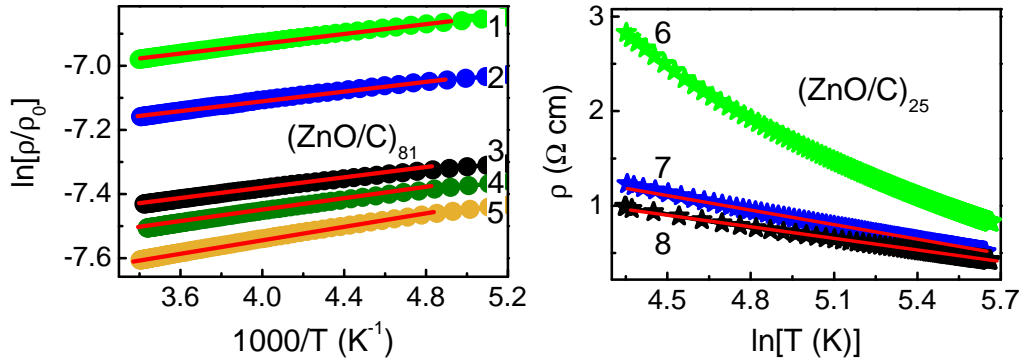 ln[ρ/ρ0]
-7.0
-7.2
-7.4
-7.6
1
2
3
4
5
(ZnO/C)81
3.6 4.0 4.4 4.8 5.2
1000/T (K-1)
ρ (Ω cm)
3
2
1
6
7
8
(ZnO/C)25
4.5 4.8 5.1 5.4 5.7
ln[T (K)]